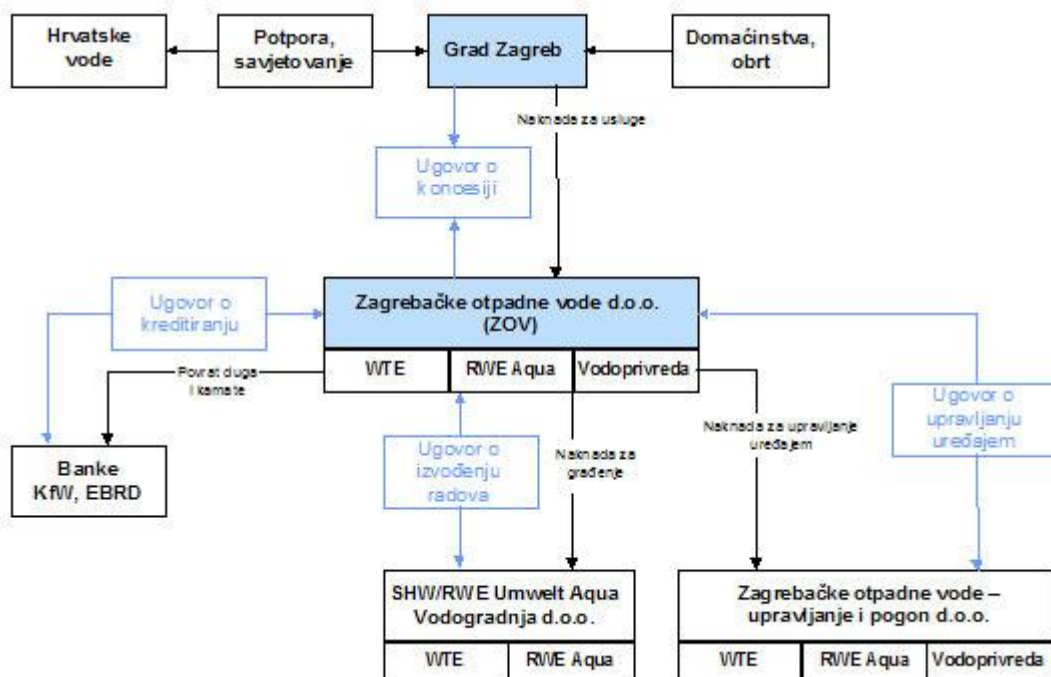 Hrvatske
vode
Potpora,
savjetovanje
Grad Zagreb
Domaćinstva,
obrt
Naknada za usluge
Ugovor o
koncesiji
Ugovor o
kreditiranju
Zagrebačke otpadne vode d.o.o.
(ZOV)
WTE
RWE Aqua
Vodoprivreda
Povrat duga
i kamate
Banke
KfW, EBRD
Ugovor o
izvođenju
radova
Naknada za
građenje
Naknada za upravljanje
uređajem
Ugovor o
upravljanju
uređajem
SHW/RWE Umwelt Aqua
Vodogradnja d.o.o.
WTE
RWE Aqua
Zagrebačke otpadne vode –
upravljanje i pogon d.o.o.
WTE
RWE Aqua
Vodoprivreda